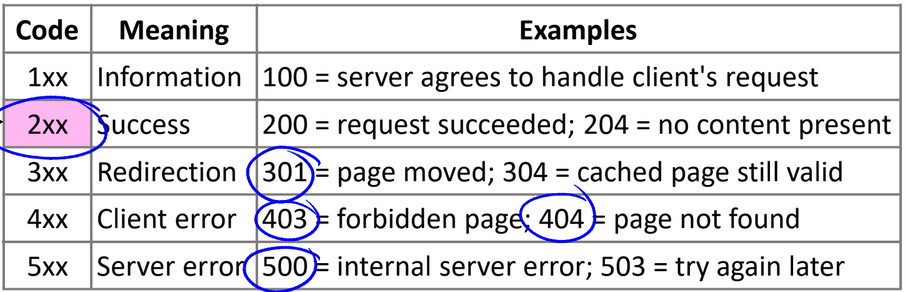 Code Meaning Examples
1xx Information 100 = server agrees to handle client's request
2xx Success 200 = request succeeded; 204 = no content present
3xx Redirection 301 = page moved; 304 = cached page still valid
4xx Client error 403 = forbidden page; 404 = page not found
5xx Server error 500 = internal server error; 503 = try again later